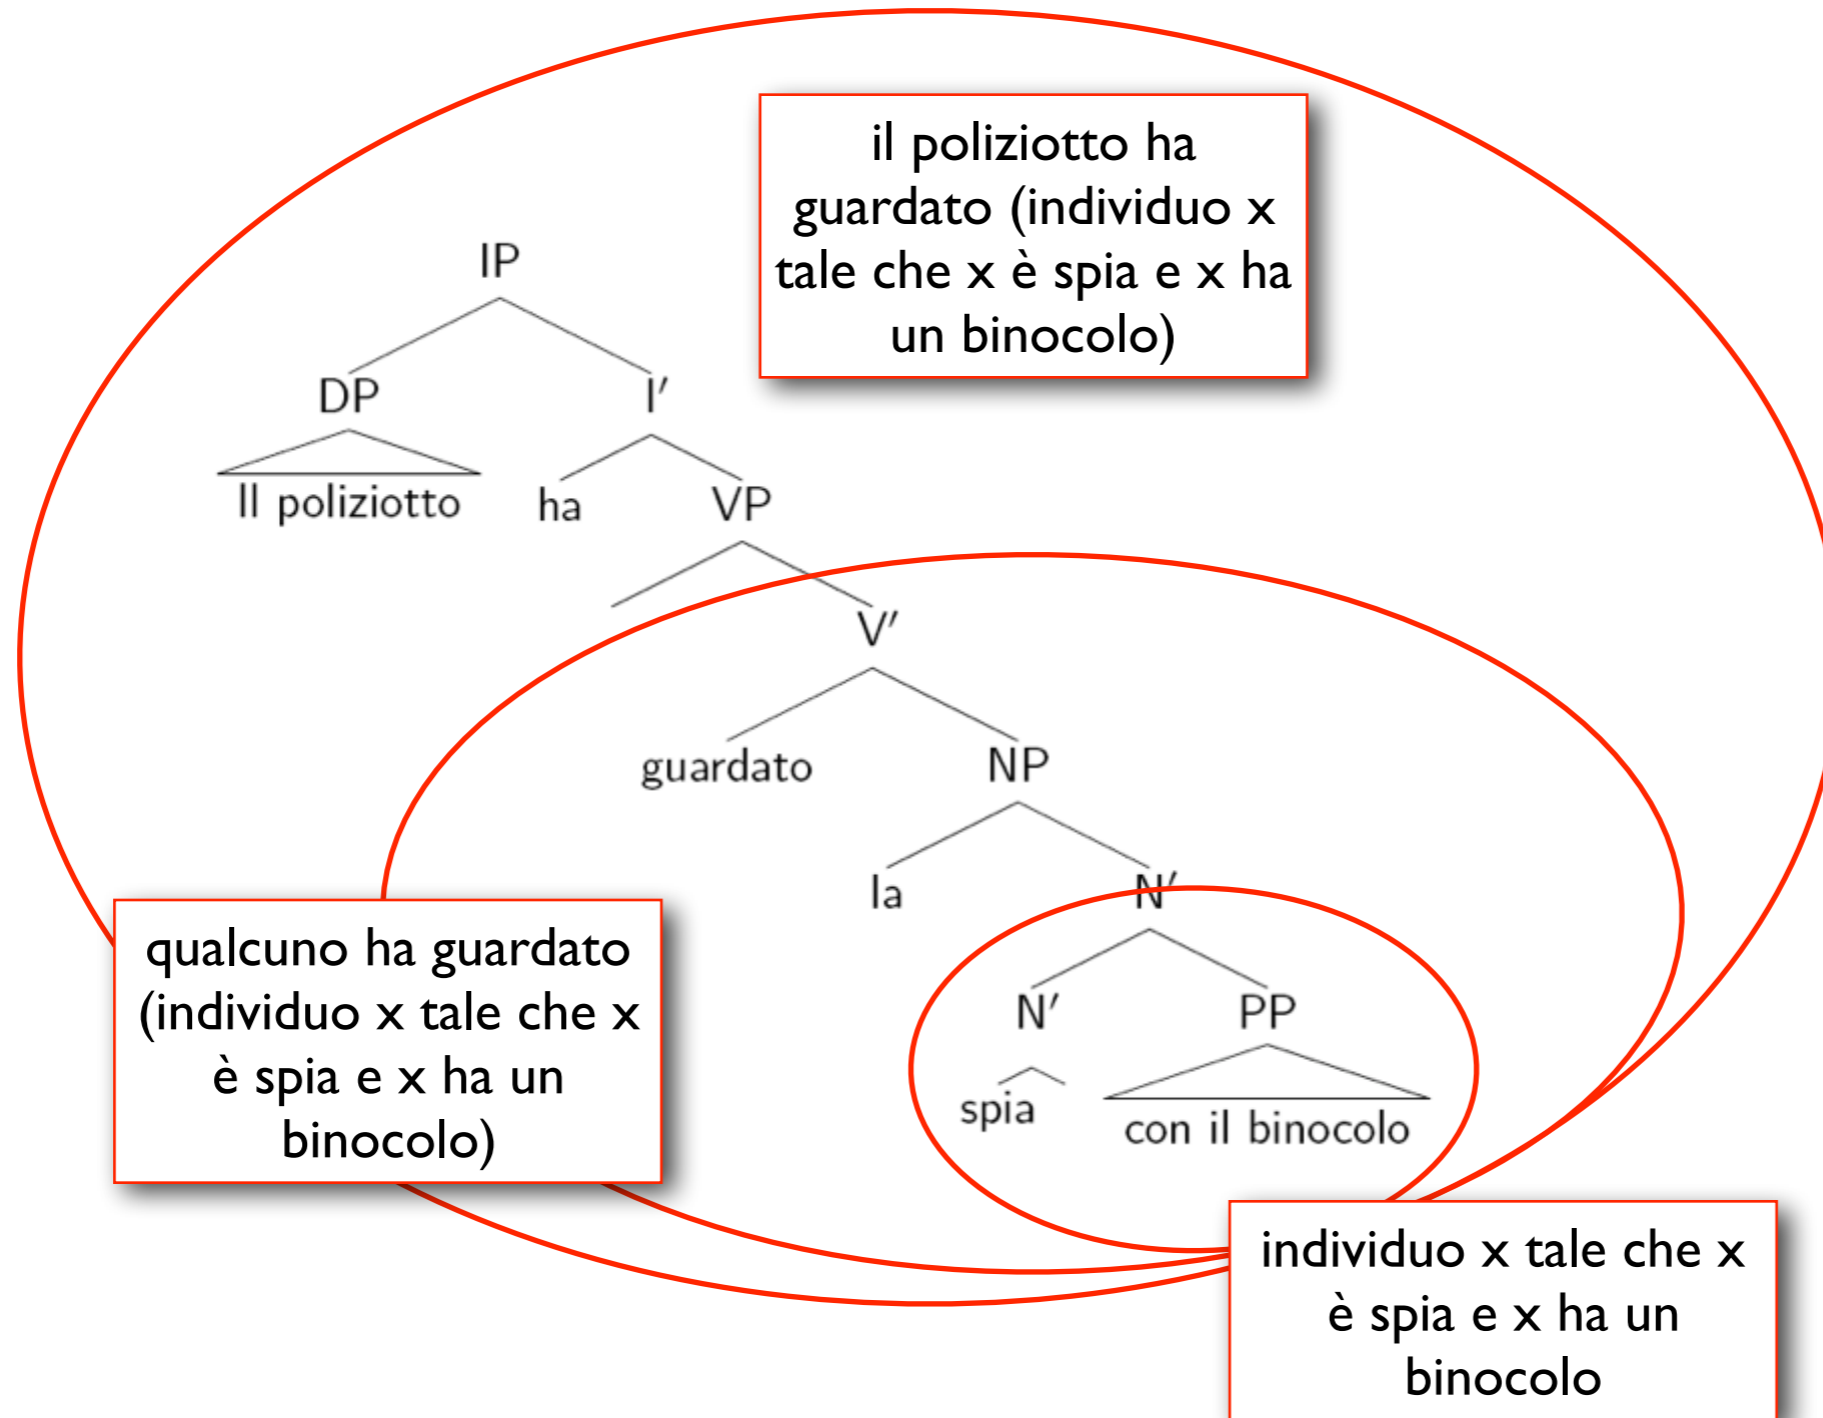 il poliziotto ha
guardato (individuo x
tale che x è spia e x ha
un binocolo)
IP
DP I′
Il poliziotto ha VP
V′
guardato NP
la N′
N′ PP
spia con il binocolo
qualcuno ha guardato
(individuo x tale che x
è spia e x ha un
binocolo)
individuo x tale che x
è spia e x ha un
binocolo